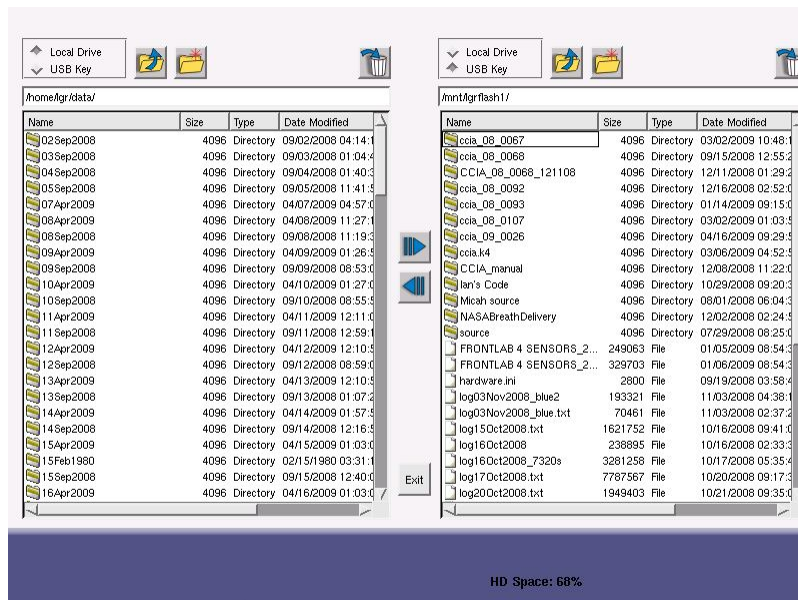 Local Drive
USB Key
/home/lgr/data/
Name Size Type Date Modified
02Sep2008 4096 Directory 09/02/2008 04:14:1
03Sep2008 4096 Directory 09/03/2008 01:04:4
04Sep2008 4096 Directory 09/04/2008 01:40:3
05Sep2008 4096 Directory 09/05/2008 11:41:5
07Apr2009 4096 Directory 04/07/2009 04:57:0
08Apr2009 4096 Directory 04/08/2009 11:27:1
08Sep2008 4096 Directory 09/08/2008 11:19:3
09Apr2009 4096 Directory 04/09/2009 01:26:5
09Sep2008 4096 Directory 09/09/2008 08:53:0
10Apr2009 4096 Directory 04/10/2009 01:27:0
10Sep2008 4096 Directory 09/10/2008 08:55:5
11Apr2009 4096 Directory 04/11/2009 12:11:0
11Sep2008 4096 Directory 09/11/2008 12:59:1
12Apr2009 4096 Directory 04/12/2009 12:10:5
12Sep2008 4096 Directory 09/12/2008 08:59:0
13Apr2009 4096 Directory 04/13/2009 12:10:5
13Sep2008 4096 Directory 09/13/2008 01:07:2
14Apr2009 4096 Directory 04/14/2009 01:57:5
14Sep2008 4096 Directory 09/14/2008 12:16:5
15Apr2009 4096 Directory 04/15/2009 01:03:0
15Feb1980 4096 Directory 02/15/1980 03:31:1
15Sep2008 4096 Directory 09/15/2008 12:40:0
16Apr2009 4096 Directory 04/16/2009 01:03:0
Exit
Local Drive
USB Key
/mnt/lgrflash1/
Name Size Type Date Modified
ccia_08_0067 4096 Directory 03/02/2009 10:48:1
ccia_08_0068 4096 Directory 09/15/2008 12:55:2
CCIA_08_0068_121108 4096 Directory 12/11/2008 01:29:2
ccia_08_0092 4096 Directory 12/16/2008 02:52:0
ccia_08_0093 4096 Directory 01/14/2009 09:15:0
ccia_08_0107 4096 Directory 03/02/2009 01:03:5
ccia_09_0026 4096 Directory 04/16/2009 09:29:5
ccia.k4 4096 Directory 03/06/2009 04:52:5
CCIA_manual 4096 Directory 12/08/2008 11:22:0
Ian's Code 4096 Directory 10/29/2008 09:20:3
Micah source 4096 Directory 08/01/2008 06:04:3
NASABreathDelivery 4096 Directory 12/02/2008 02:24:5
source 4096 Directory 07/29/2008 08:25:0
FRONTLAB 4 SENSORS_2... 249063 File 01/05/2009 08:54:3
FRONTLAB 4 SENSORS_2... 329703 File 01/06/2009 08:54:3
hardware.ini 2800 File 09/19/2008 03:58:4
log03Nov2008_blue2 193321 File 11/03/2008 04:38:1
log03Nov2008_blue.txt 70461 File 11/03/2008 02:37:2
log15Oct2008.txt 1621752 File 10/16/2008 09:41:0
log16Oct2008 238895 File 10/16/2008 02:33:3
log16Oct2008_7320s 3281258 File 10/17/2008 05:35:4
log17Oct2008.txt 7787567 File 10/20/2008 09:17:3
log20Oct2008.txt 1949403 File 10/21/2008 09:35:0
HD Space: 68%